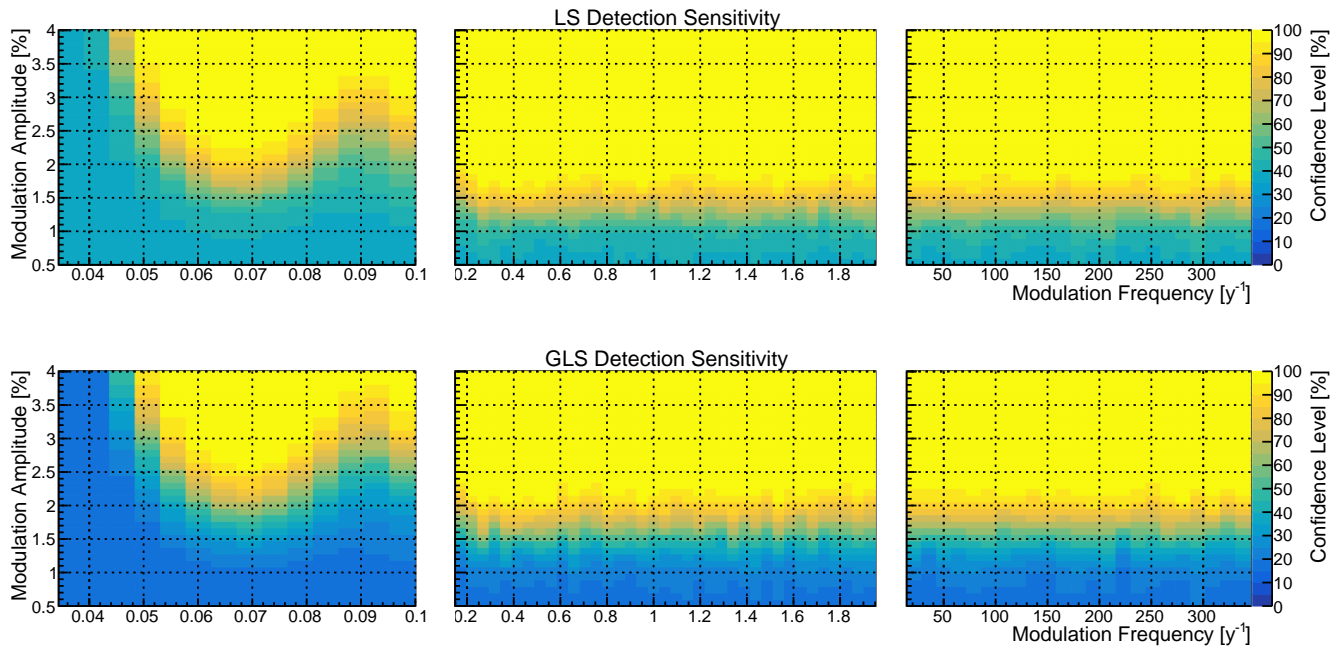 LS Detection Sensitivity
Modulation Amplitude [%]
4
3.5
3
2.5
2
1.5
1
0.5
0.04 0.05 0.06 0.07 0.08 0.09 0.1
0.2 0.4 0.6 0.8 1 1.2 1.4 1.6 1.8
50 100 150 200 250 300
Modulation Frequency [y-1]
100
90
80
70
60
50
40
30
20
10
0
Confidence Level [%]
GLS Detection Sensitivity
Modulation Amplitude [%]
4
3.5
3
2.5
2
1.5
1
0.5
0.04 0.05 0.06 0.07 0.08 0.09 0.1
0.2 0.4 0.6 0.8 1 1.2 1.4 1.6 1.8
50 100 150 200 250 300
Modulation Frequency [y-1]
100
90
80
70
60
50
40
30
20
10
0
Confidence Level [%]